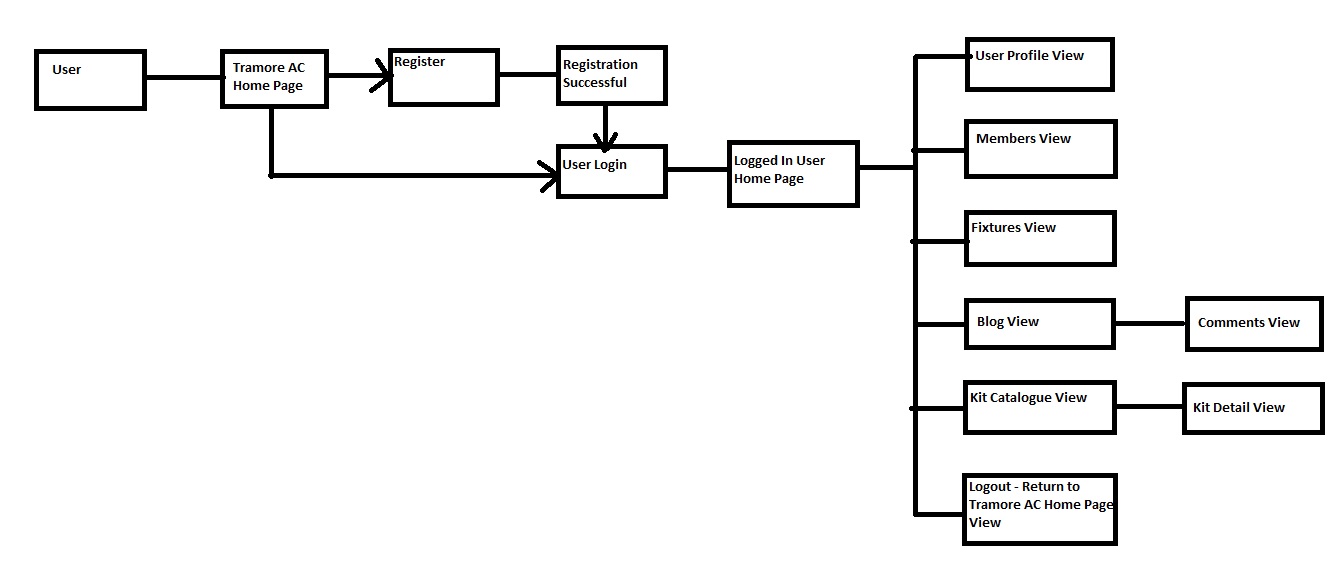 User
Tramore AC
Home Page
Register
Registration
Successful
User Login
Logged In User
Home Page
User Profile View
Members View
Fixtures View
Blog View
Comments View
Kit Catalogue View
Kit Detail View
Logout - Return to
Tramore AC Home Page
View